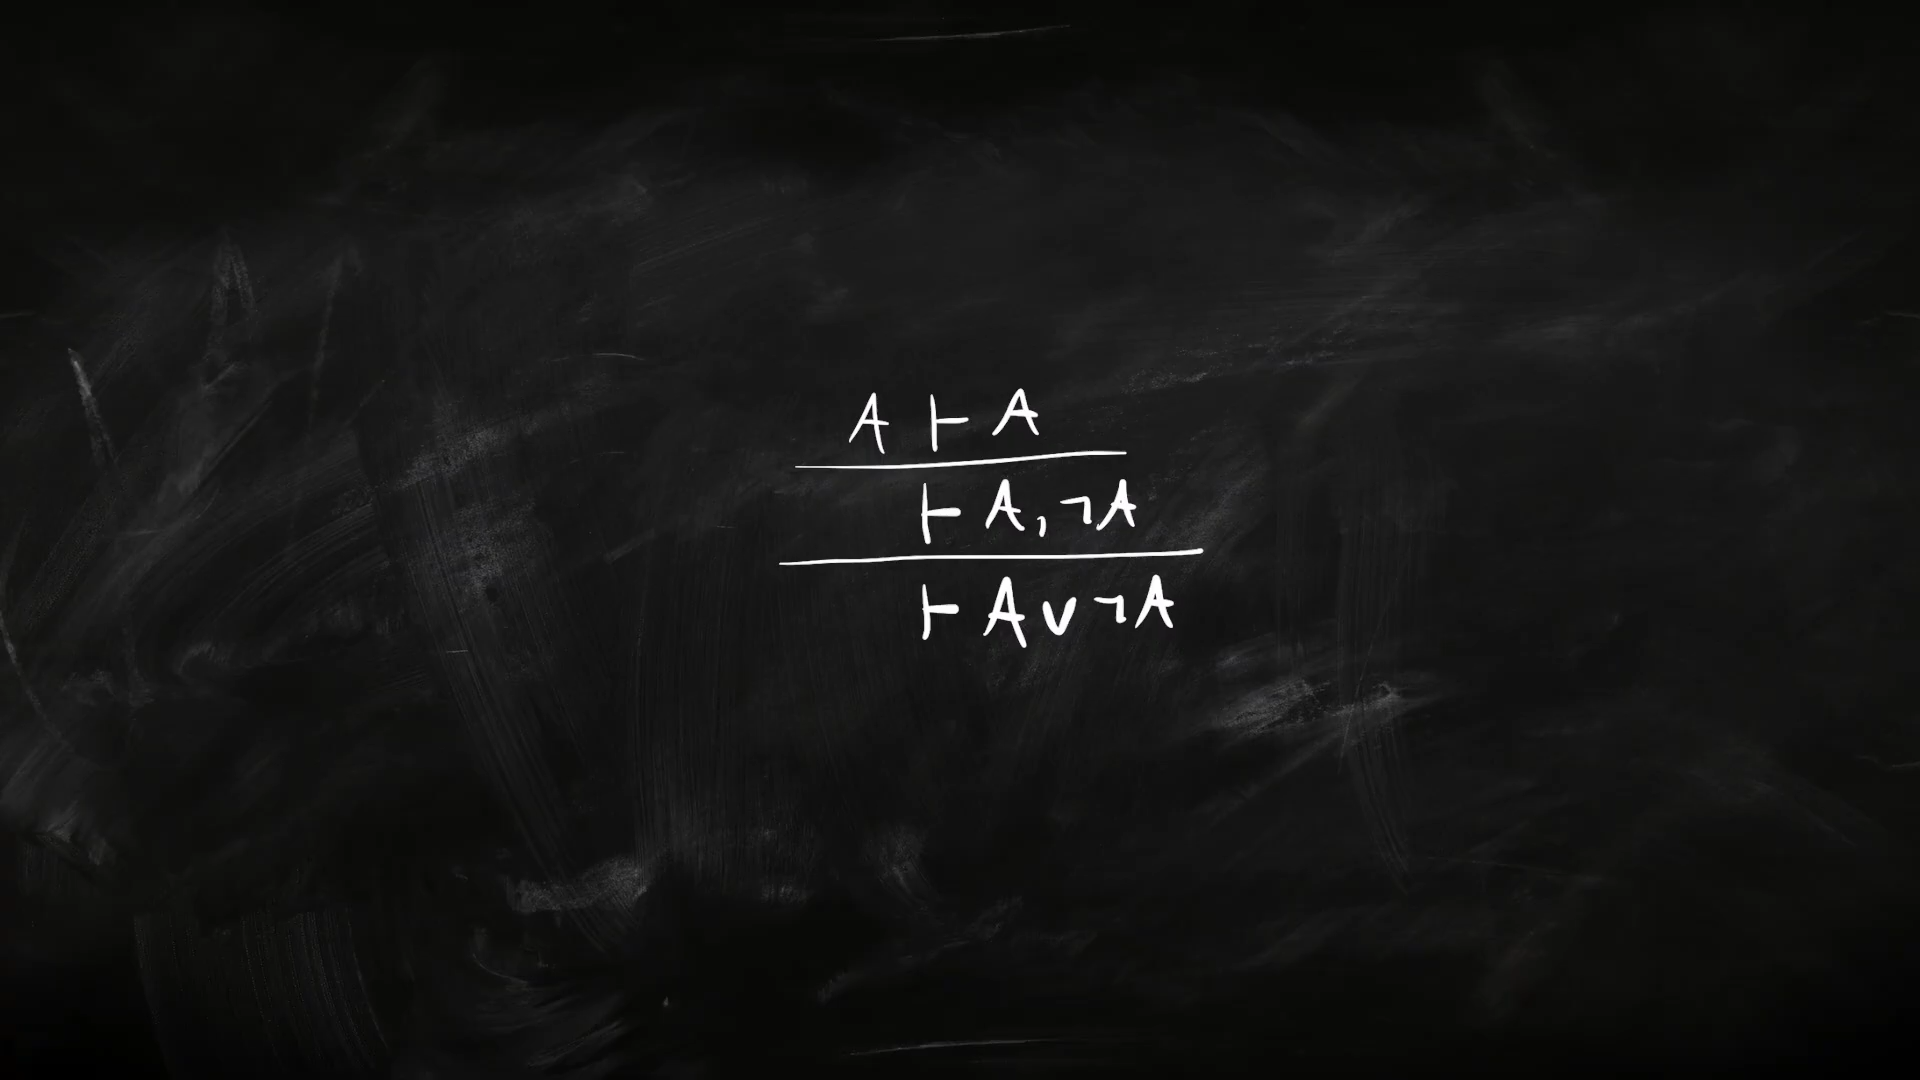 A ⊢ A
⊢ A, ¬A
⊢ A ∨ ¬A